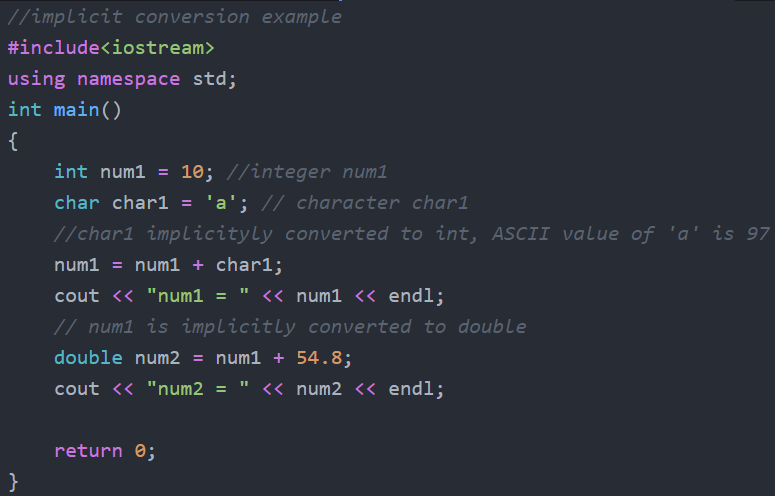 //implicit conversion example
#include<iostream>
using namespace std;
int main()
{
    int num1 = 10; //integer num1
    char char1 = 'a'; // character char1
    //char1 implicityly converted to int, ASCII value of 'a' is 97
    num1 = num1 + char1;
    cout << "num1 = " << num1 << endl;
    // num1 is implicitly converted to double
    double num2 = num1 + 54.8;
    cout << "num2 = " << num2 << endl;

    return 0;
}